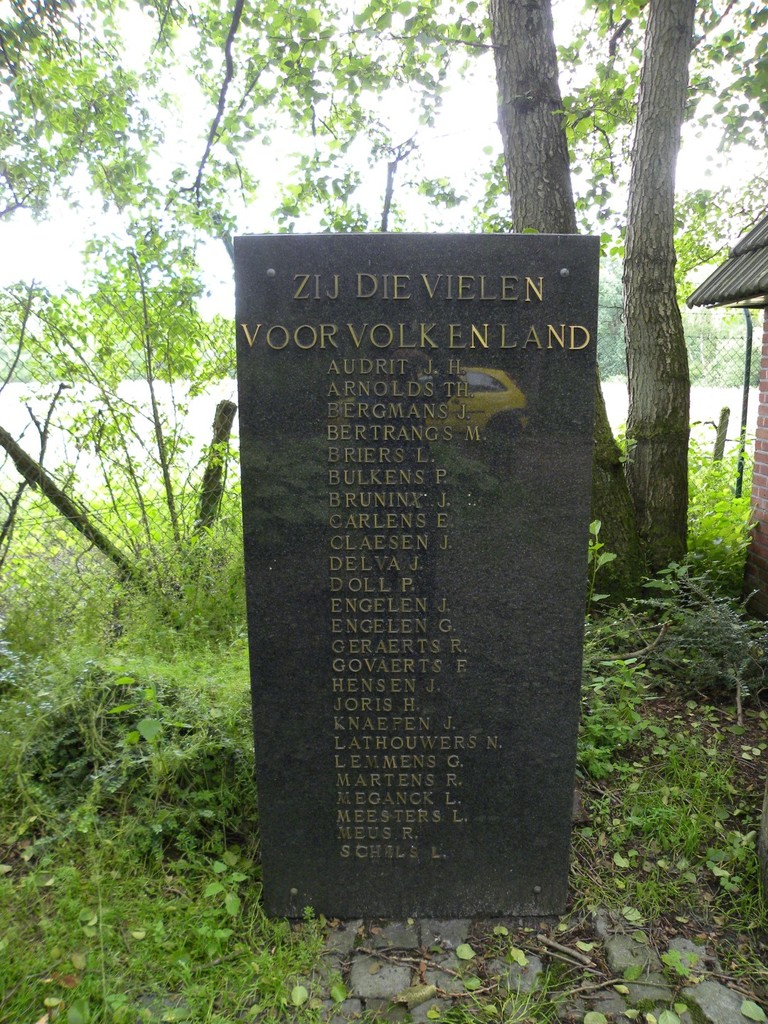 ZIJ DIE VIELEN
VOOR VOLK EN LAND
AUDRIT J. H.
ARNOLDS TH.
BERGMANS J.
BERTRANGS M.
BRIERS L.
BULKENS P.
BRUNINX J.
CARLENS E.
CLAESEN J.
DELVA J.
DOLL P.
ENGELEN J.
ENGELEN G.
GERAERTS R.
GOVAERTS F.
HENSEN J.
JORIS H.
KNAEPEN J.
LATHOUWERS N.
LEMMENS G.
MARTENS R.
MEGANCK L.
MEESTERS L.
MEUS R.
SCHILS L.